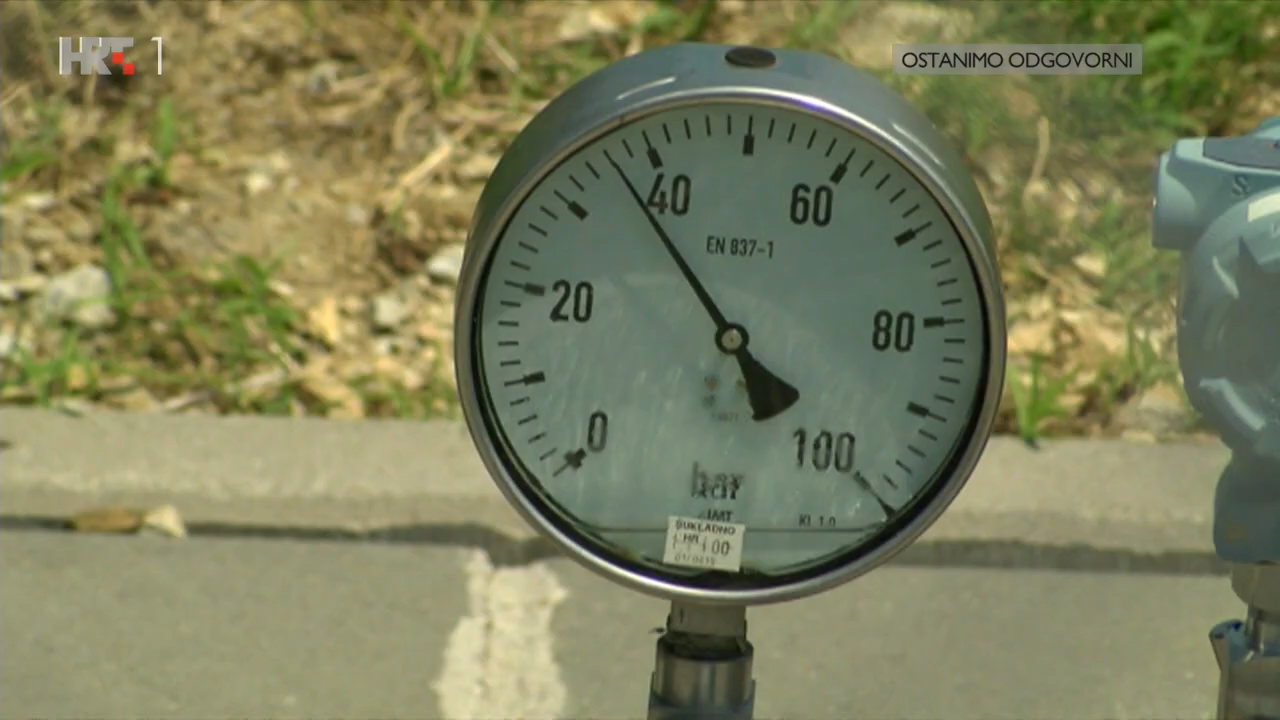 HRT 1
OSTANIMO ODGOVORNI
40
60
EN 837-1
20
80
0
100
bar
KL 1.0
SUKLADNO